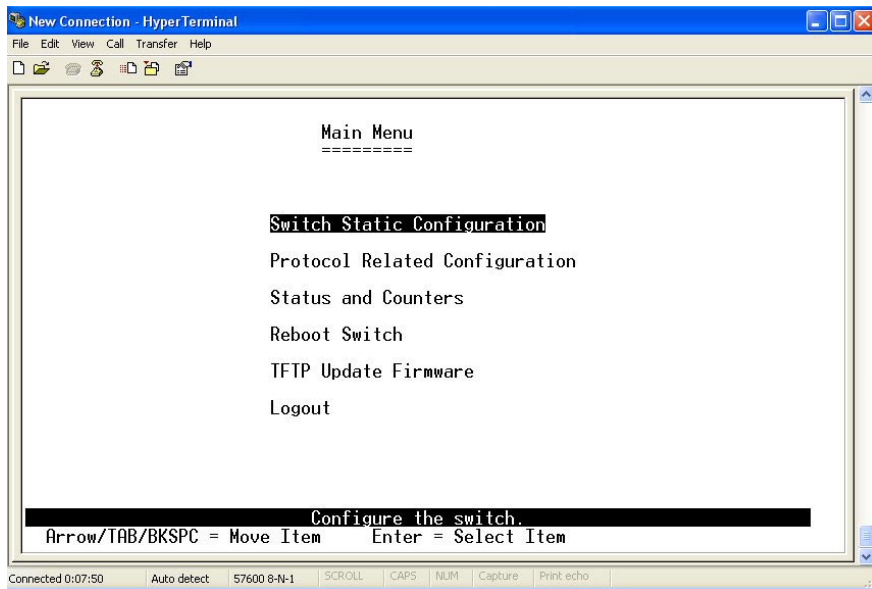 New Connection - HyperTerminal
File Edit View Call Transfer Help
Main Menu
=========
Switch Static Configuration
Protocol Related Configuration
Status and Counters
Reboot Switch
TFTP Update Firmware
Logout
Configure the switch.
Arrow/TAB/BKSPC = Move Item Enter = Select Item
Connected 0:07:50 Auto detect 57600 8-N-1 SCROLL CAPS NUM Capture Print echo